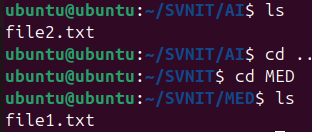 ubuntu@ubuntu:~/SVNIT/AI$ ls
file2.txt
ubuntu@ubuntu:~/SVNIT/AI$ cd ..
ubuntu@ubuntu:~/SVNIT$ cd MED
ubuntu@ubuntu:~/SVNIT/MED$ ls
file1.txt